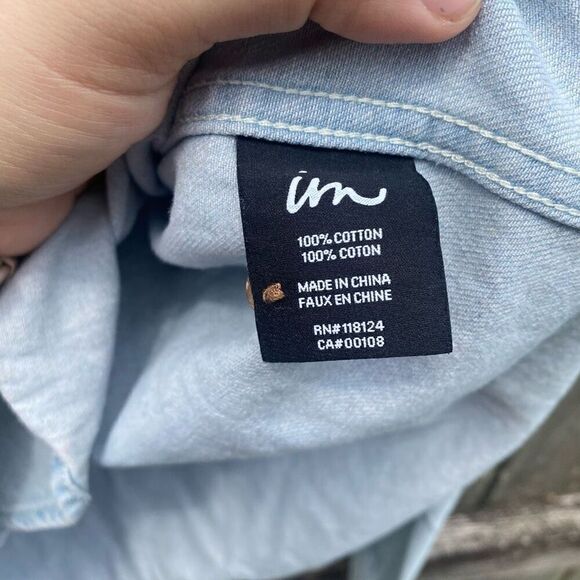 im
100% COTTON
100% COTON
MADE IN CHINA
FAUX EN CHINE
RN#118124
CA#00108